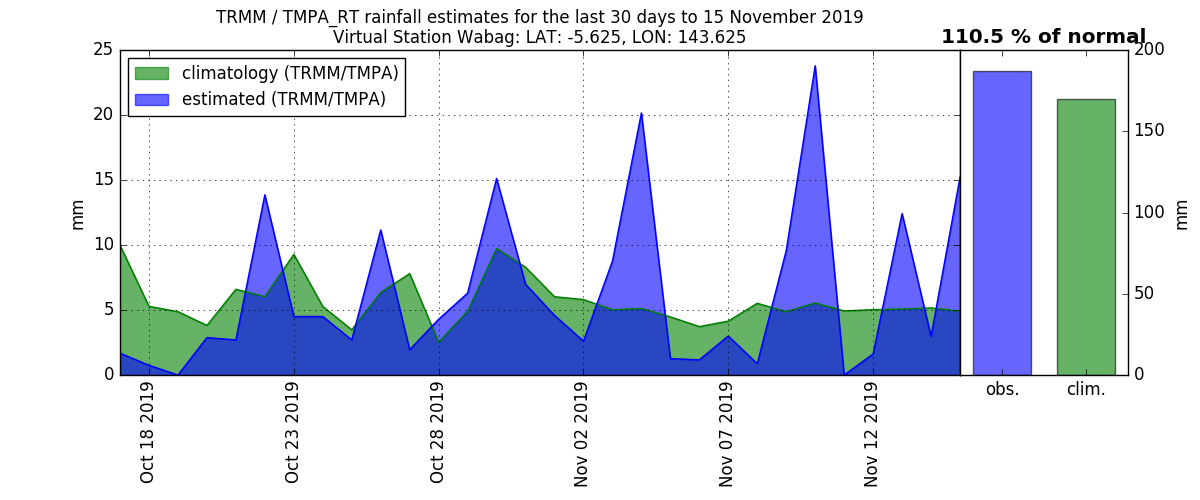 TRMM / TMPA_RT rainfall estimates for the last 30 days to 15 November 2019
Virtual Station Wabag: LAT: -5.625, LON: 143.625
110.5 % of normal
climatology (TRMM/TMPA)
estimated (TRMM/TMPA)
25
20
15
10
5
0
mm
Oct 18 2019
Oct 23 2019
Oct 28 2019
Nov 02 2019
Nov 07 2019
Nov 12 2019
obs.
clim.
200
150
100
50
0
mm